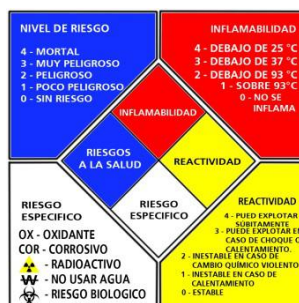 NIVEL DE RIESGO
4 - MORTAL
3 - MUY PELIGROSO
2 - PELIGROSO
1 - POCO PELIGROSO
0 - SIN RIESGO
INFLAMABILIDAD
4 - DEBAJO DE 25 °C
3 - DEBAJO DE 37 °C
2 - DEBAJO DE 93 °C
1 - SOBRE 93°C
0 - NO SE
INFLAMA
INFLAMABILIDAD
RIESGOS
A LA SALUD
REACTIVIDAD
RIESGO
ESPECIFICO
RIESGO
ESPECIFICO
OX - OXIDANTE
COR - CORROSIVO
- RADIOACTIVO
W - NO USAR AGUA
- RIESGO BIOLOGICO
REACTIVIDAD
4 - PUED EXPLOTAR
SÚBITAMENTE
3 - PUEDE EXPLOTAR EN
CASO DE CHOQUE O
CALENTAMIENTO.
2 - INESTABLE EN CASO DE
CAMBIO QUÍMICO VIOLENTO
1 - INESTABLE EN CASO DE
CALENTAMIENTO
0 - ESTABLE